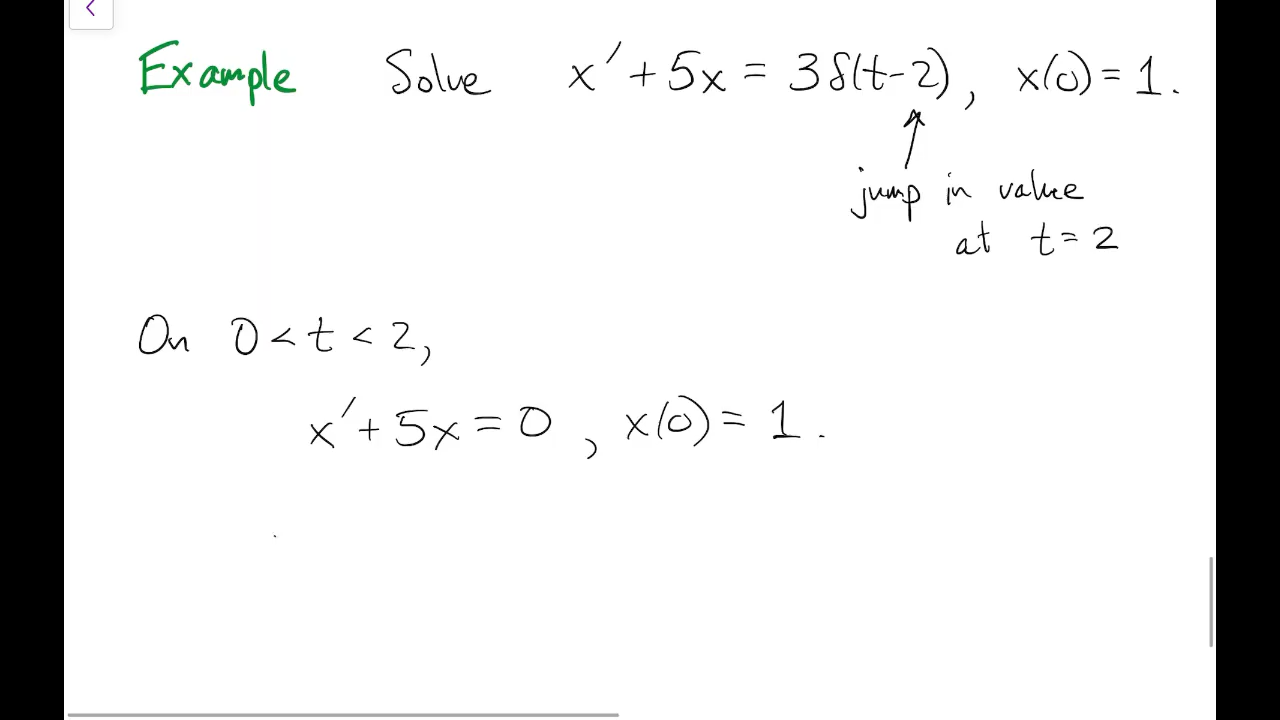 Example Solve x′ + 5x = 3δ(t−2), x(0) = 1.
jump in value
at t = 2
On 0 < t < 2,
x′ + 5x = 0, x(0) = 1.